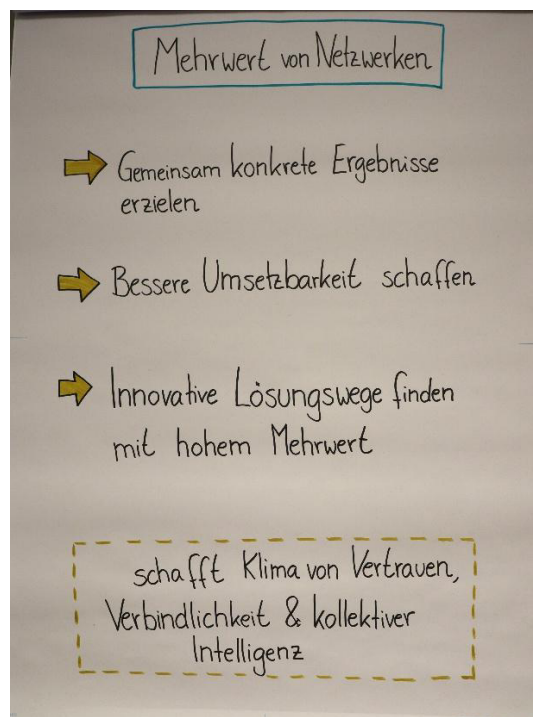 Mehrwert von Netzwerken
Gemeinsam konkrete Ergebnisse
erzielen
Bessere Umsetzbarkeit schaffen
Innovative Lösungswege finden
mit hohem Mehrwert
schafft Klima von Vertrauen,
Verbindlichkeit & kollektiver
Intelligenz